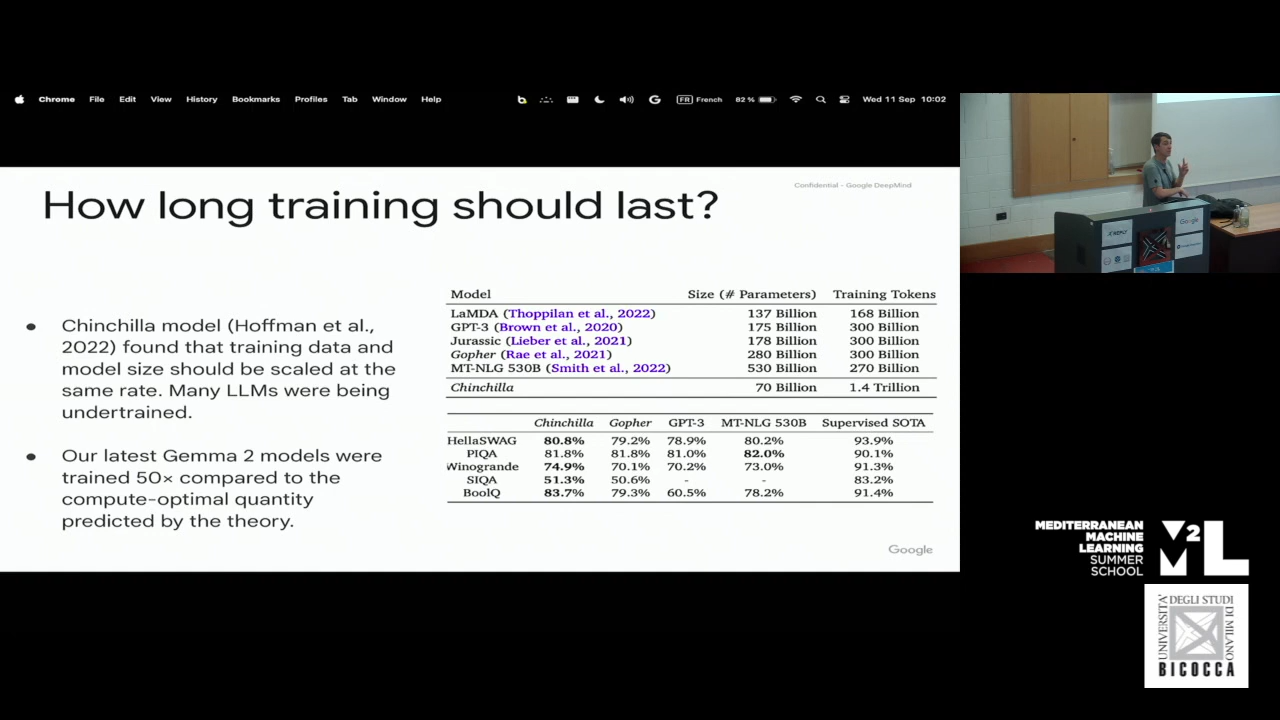 Chrome File Edit View History Bookmarks Profiles Tab Window Help FR French 82 % Wed 11 Sep 10:02
Confidential - Google DeepMind
How long training should last?
● Chinchilla model (Hoffman et al.,
2022) found that training data and
model size should be scaled at the
same rate. Many LLMs were being
undertrained.
● Our latest Gemma 2 models were
trained 50× compared to the
compute-optimal quantity
predicted by the theory.
Model Size (# Parameters) Training Tokens
LaMDA (Thoppilan et al., 2022) 137 Billion 168 Billion
GPT-3 (Brown et al., 2020) 175 Billion 300 Billion
Jurassic (Lieber et al., 2021) 178 Billion 300 Billion
Gopher (Rae et al., 2021) 280 Billion 300 Billion
MT-NLG 530B (Smith et al., 2022) 530 Billion 270 Billion
Chinchilla 70 Billion 1.4 Trillion
Chinchilla Gopher GPT-3 MT-NLG 530B Supervised SOTA
HellaSWAG 80.8% 79.2% 78.9% 80.2% 93.9%
PIQA 81.8% 81.8% 81.0% 82.0% 90.1%
Winogrande 74.9% 70.1% 70.2% 73.0% 91.3%
SIQA 51.3% 50.6% - - 83.2%
BoolQ 83.7% 79.3% 60.5% 78.2% 91.4%
Google
Google
MEDITERRANEAN
MACHINE
LEARNING
SUMMER
SCHOOL
M2L
UNIVERSITÀ DEGLI STUDI DI MILANO
BICOCCA